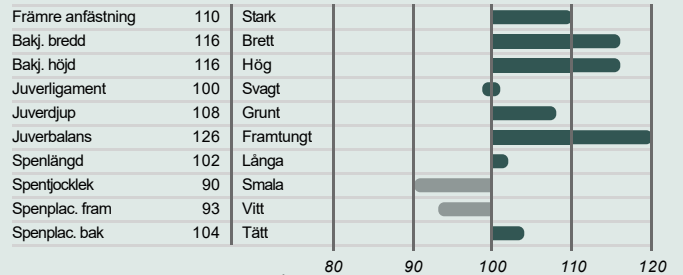 Främre anfästning 110 Stark
Bakj. bredd 116 Brett
Bakj. höjd 116 Hög
Juverligament 100 Svagt
Juverdjup 108 Grunt
Juverbalans 126 Framtungt
Spenlängd 102 Långa
Spentjocklek 90 Smala
Spenplac. fram 93 Vitt
Spenplac. bak 104 Tätt
80 90 100 110 120